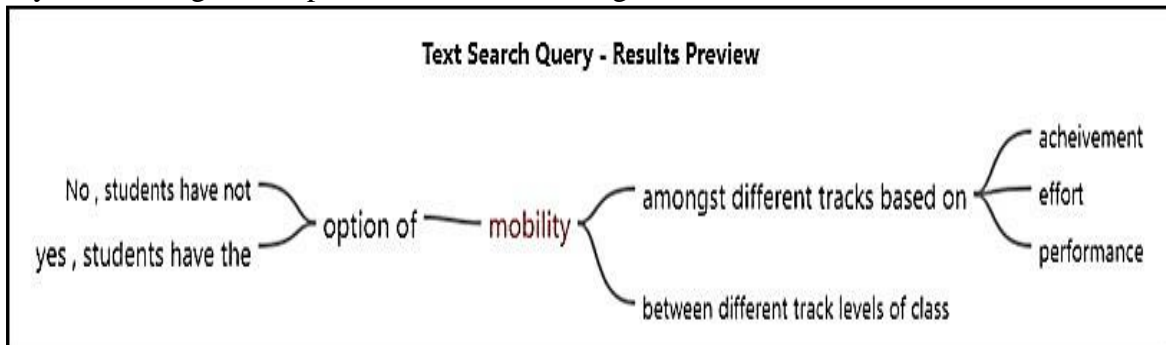 Text Search Query - Results Preview
No , students have not
yes , students have the
option of
mobility
amongst different tracks based on
acheivement
effort
performance
between different track levels of class